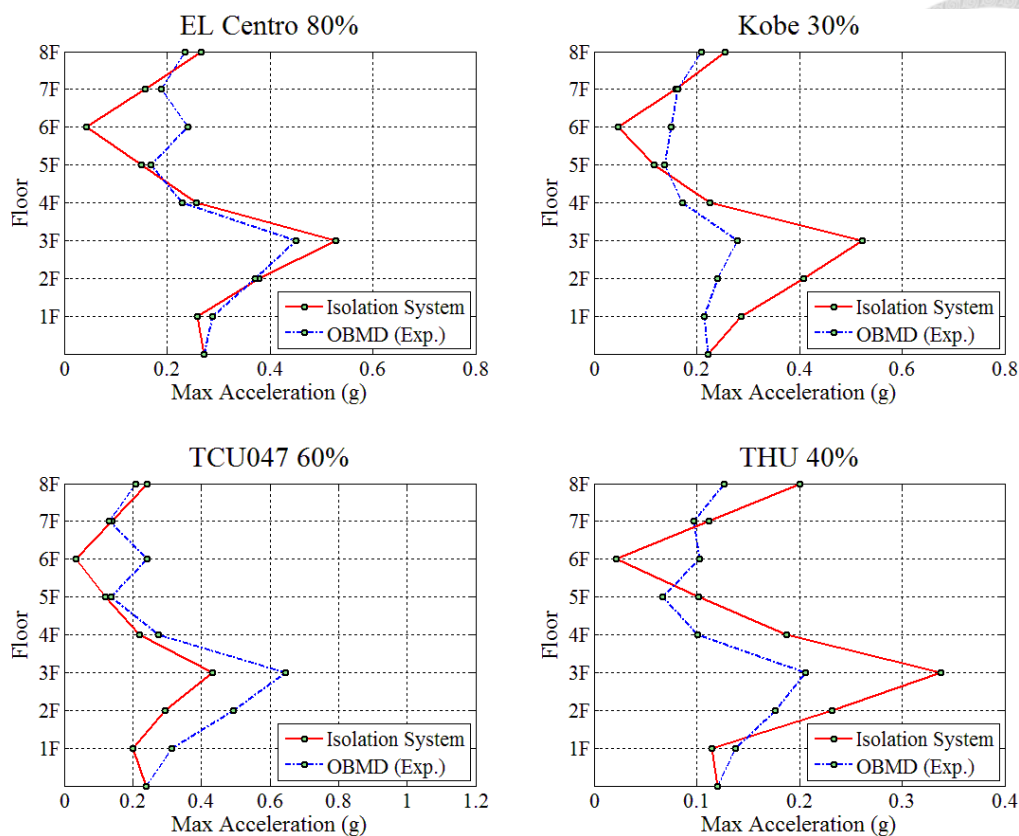 EL Centro 80%
8F
7F
6F
5F
4F
3F
2F
1F
Floor
Isolation System
OBMD (Exp.)
0 0.2 0.4 0.6 0.8
Max Acceleration (g)
Kobe 30%
8F
7F
6F
5F
4F
3F
2F
1F
Floor
Isolation System
OBMD (Exp.)
0 0.2 0.4 0.6 0.8
Max Acceleration (g)
TCU047 60%
8F
7F
6F
5F
4F
3F
2F
1F
Floor
Isolation System
OBMD (Exp.)
0 0.2 0.4 0.6 0.8 1 1.2
Max Acceleration (g)
THU 40%
8F
7F
6F
5F
4F
3F
2F
1F
Floor
Isolation System
OBMD (Exp.)
0 0.1 0.2 0.3 0.4
Max Acceleration (g)